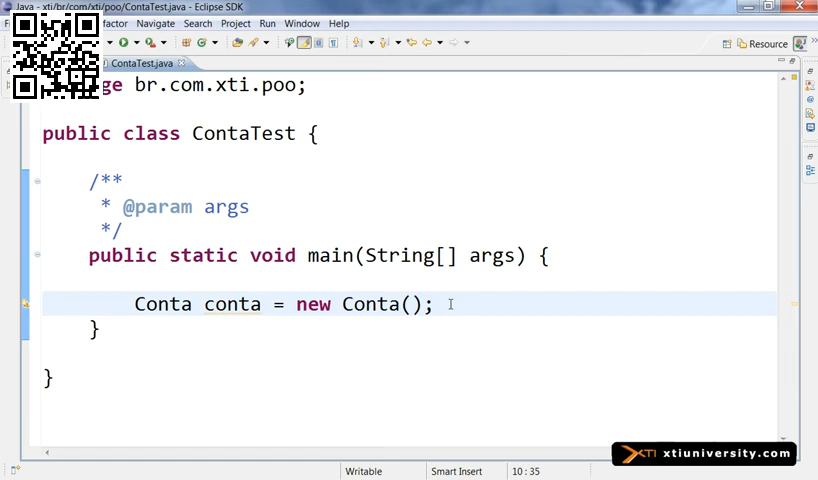 Java - xti/br/com/xti/poo/ContaTest.java - Eclipse SDK
Navigate Search Project Run Window Help
Resource
ContaTest.java
br.com.xti.poo;
public class ContaTest {
/**
* @param args
*/
public static void main(String[] args) {
Conta conta = new Conta();
}
}
XTI xtiuniversity.com
Writable Smart Insert 10 : 35